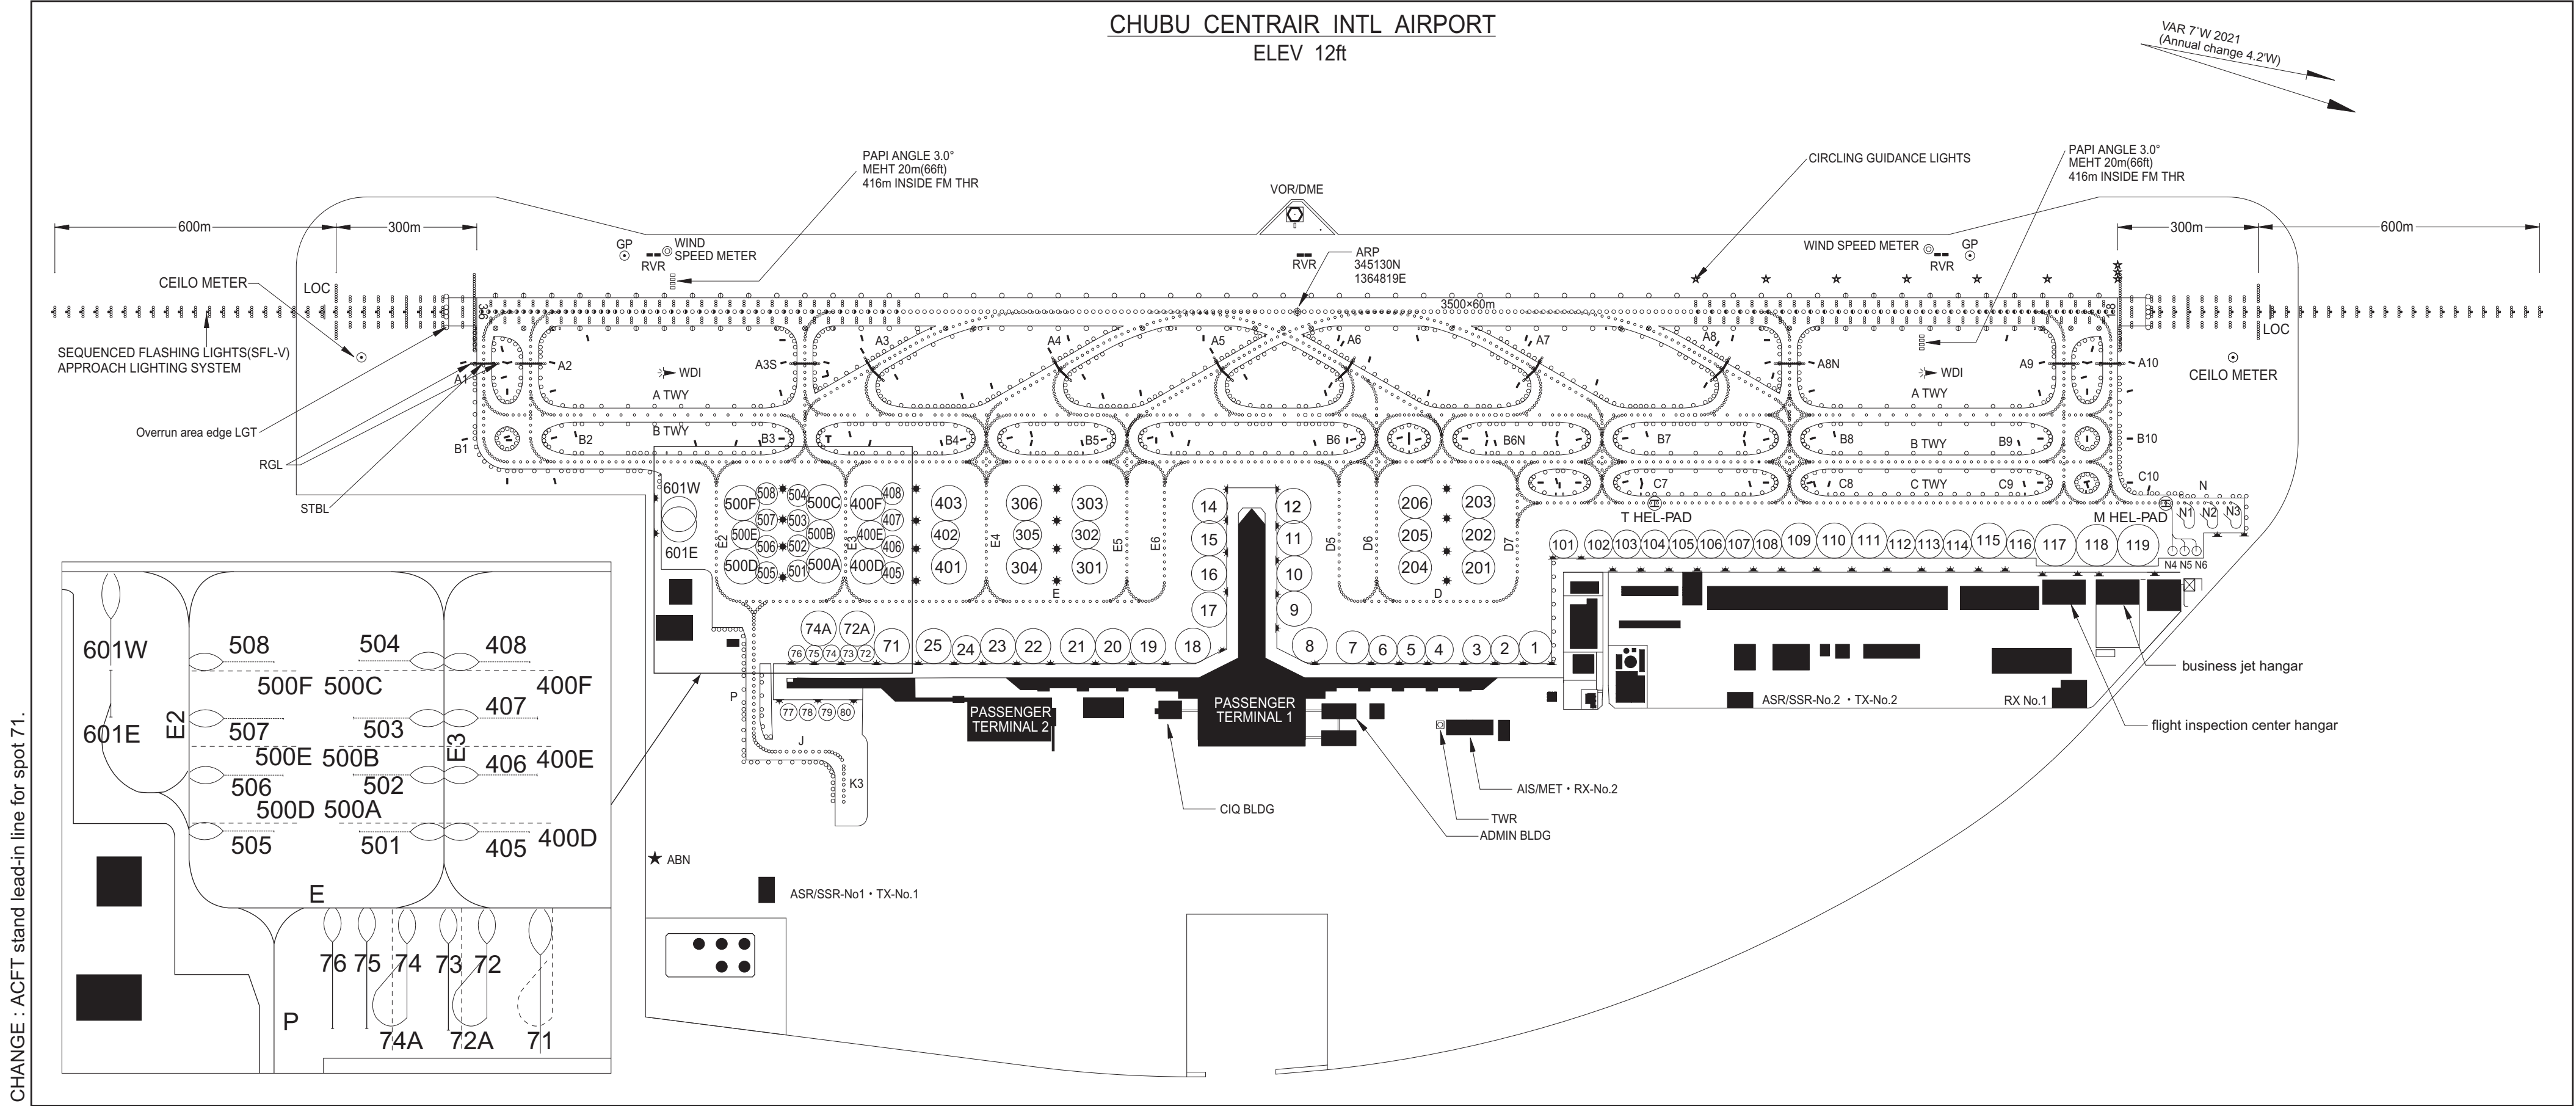 CHUBU CENTRAIR INTL AIRPORT
ELEV 12ft
VAR 7°W 2021
(Annual change 4.2'W)
PAPI ANGLE 3.0°
MEHT 20m(66ft)
416m INSIDE FM THR
CIRCLING GUIDANCE LIGHTS
PAPI ANGLE 3.0°
MEHT 20m(66ft)
416m INSIDE FM THR
VOR/DME
600m
300m
300m
600m
GP
WIND
SPEED METER
RVR
RVR
ARP
345130N
1364819E
WIND SPEED METER
GP
RVR
CEILO METER
LOC
36
3500×60m
18
LOC
SEQUENCED FLASHING LIGHTS(SFL-V)
APPROACH LIGHTING SYSTEM
A1
A2
WDI
A3S
A3
A4
A5
A6
A7
A8
A8N
WDI
A9
A10
CEILO METER
A TWY
A TWY
Overrun area edge LGT
B TWY
B1
B2
B3
B4
B5
B6
B6N
B7
B8
B TWY
B9
B10
RGL
STBL
C7
C8
C TWY
C9
C10
N
601W
601E
500F
508
504
500C
400F
408
403
306
303
14
12
206
203
T HEL-PAD
M HEL-PAD
N1
N2
N3
507
503
407
500E
500B
400E
402
305
302
15
11
205
202
506
502
406
500D
505
501
500A
400D
405
401
304
301
16
10
204
201
E2
E3
E4
E5
E6
D5
D6
D7
101
102
103
104
105
106
107
108
109
110
111
112
113
114
115
116
117
118
119
N4
N5
N6
E
D
17
9
74A
72A
76
75
74
73
72
71
25
24
23
22
21
20
19
18
8
7
6
5
4
3
2
1
P
77
78
79
80
J
K3
PASSENGER
TERMINAL 2
PASSENGER
TERMINAL 1
ASR/SSR-No.2・TX-No.2
RX No.1
business jet hangar
flight inspection center hangar
CIQ BLDG
AIS/MET・RX-No.2
TWR
ADMIN BLDG
ABN
ASR/SSR-No1・TX-No.1
601W
601E
E2
508
504
408
500F
500C
400F
507
503
407
E3
500E
500B
406
400E
506
502
500D
500A
505
501
405
400D
E
P
76
75
74
73
72
74A
72A
71
CHANGE : ACFT stand lead-in line for spot 71.